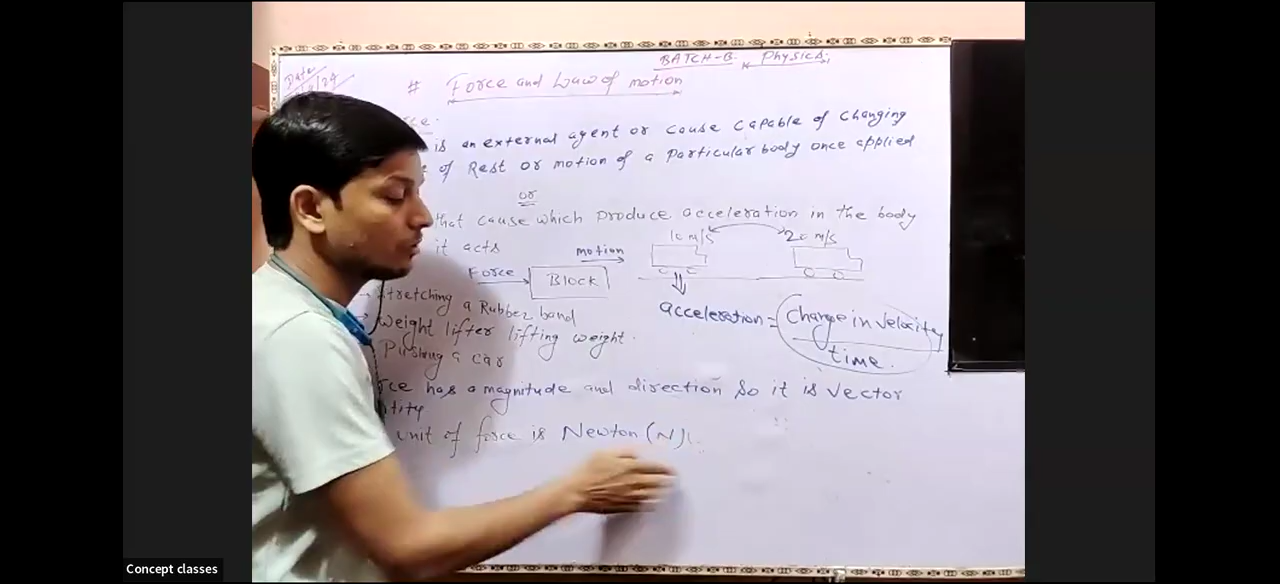 BATCH-B. Physics.
Date
# Force and Law of motion
is an external agent or cause capable of changing
of Rest or motion of a particular body once applied
or
that cause which produce acceleration in the body
it acts
10 m/s 20 m/s
motion
Force Block
Stretching a Rubber band
Weight lifter lifting weight.
Pushing a car
acceleration = Change in velocity
time.
has a magnitude and direction so it is vector
unit of force is Newton (N)
Concept classes